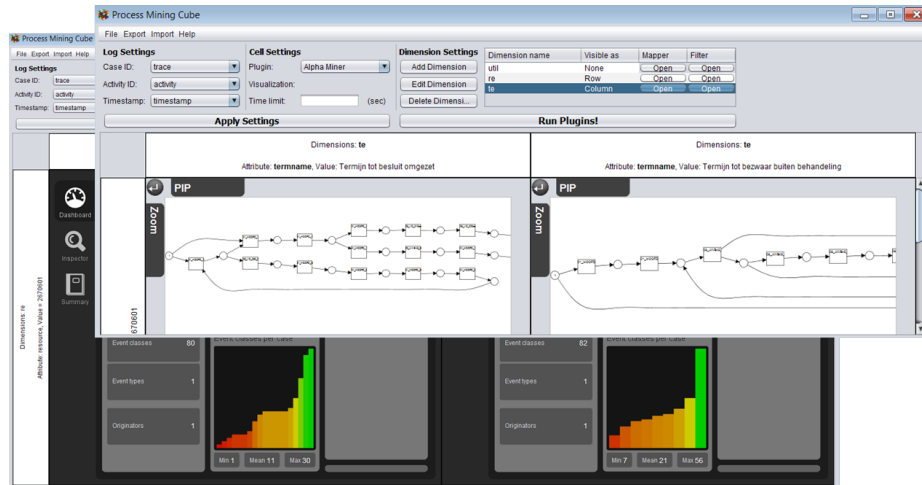 Process Mining Cube
File Export Import Help
Log Settings
Case ID: trace
Activity ID: activity
Timestamp: timestamp
Apply Settings
Cell Settings
Plugin: Alpha Miner
Visualization:
Time limit: (sec)
Dimension Settings
Add Dimension
Edit Dimension
Delete Dimensi...
Dimension name Visible as Mapper Filter
util None Open Open
re Row Open Open
te Column Open Open
Run Plugins!
Dimensions: te
Attribute: termname, Value: Termijn tot besluit omgezet
Dimensions: te
Attribute: termname, Value: Termijn tot bezwaar buiten behandeling
PIP
Zoom
PIP
Zoom
670601
Process Mining Cube
File Export Import Help
Log Settings
Case ID: trace
Activity ID: activity
Timestamp: timestamp
Dimensions: re
Attribute: resource, Value = 2670601
Dashboard
Inspector
Summary
Event classes 80
Event types 1
Originators 1
Event classes per case
Min 1 Mean 11 Max 30
Event classes 82
Event types 1
Originators 1
Event classes per case
Min 7 Mean 21 Max 56